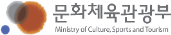 문화체육관광부
Ministry of Culture, Sports and Tourism